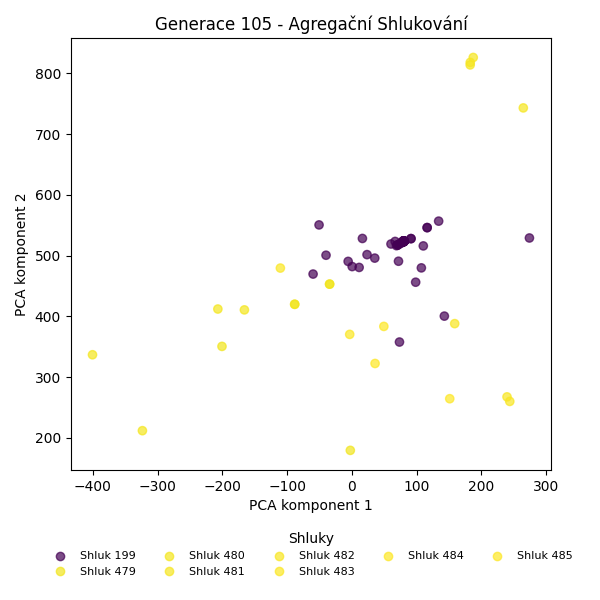 Generace 105 - Agregační Shlukování
PCA komponent 2
800
700
600
500
400
300
200
−400 −300 −200 −100 0 100 200 300
PCA komponent 1
Shluky
Shluk 199 Shluk 480 Shluk 482 Shluk 484 Shluk 485
Shluk 479 Shluk 481 Shluk 483